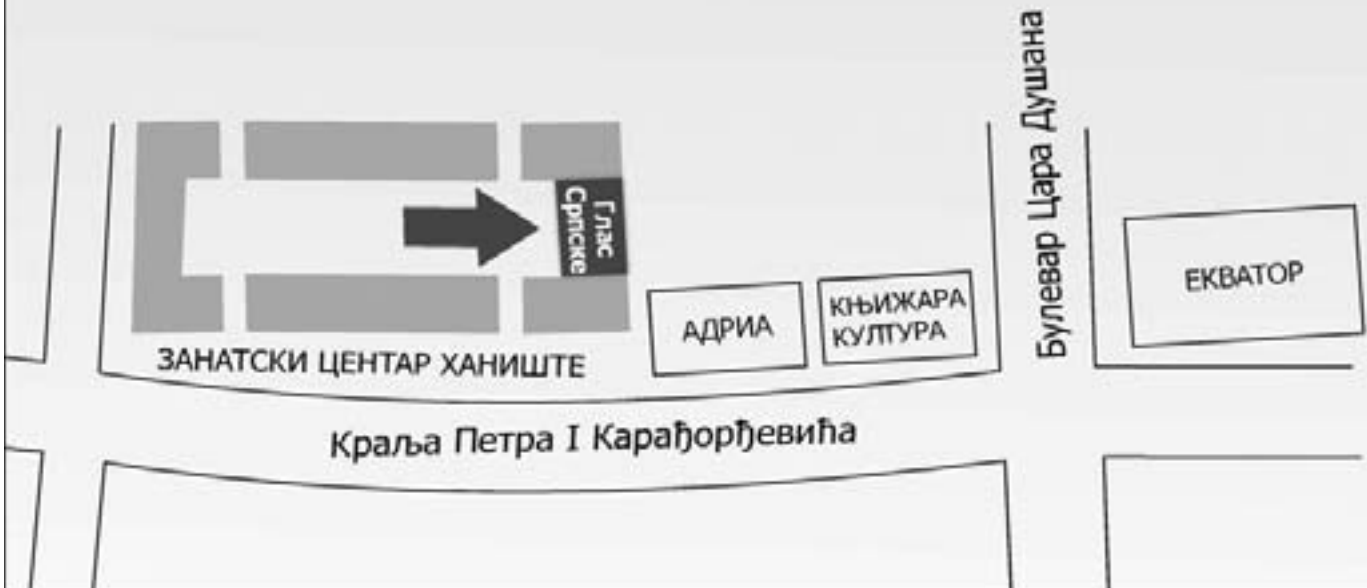 Глас
Српске
ЗАНАТСКИ ЦЕНТАР ХАНИШТЕ
АДРИА
КЊИЖАРА
КУЛТУРА
Булевар Цара Душана
ЕКВАТОР
Краља Петра I Карађорђевића